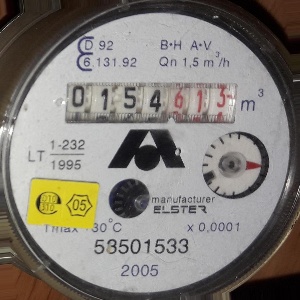 D 92 B·H A·V
6.131.92 Qn 1,5 m³/h
0154613 m³
LT 1-232
1995
05
manufacturer
ELSTER
Tmax +30°C x 0,0001
53501533
2005